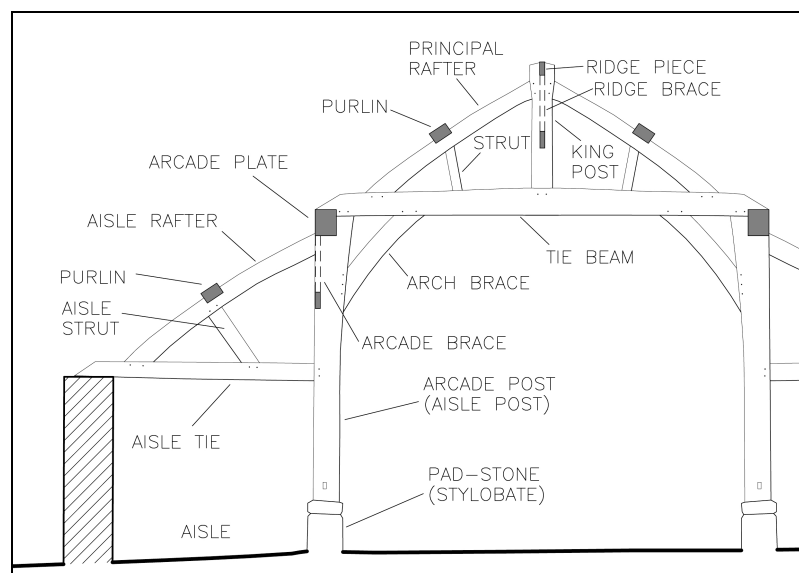 PRINCIPAL
RAFTER
RIDGE PIECE
RIDGE BRACE
PURLIN
STRUT
KING
POST
ARCADE PLATE
AISLE RAFTER
TIE BEAM
PURLIN
ARCH BRACE
AISLE
STRUT
ARCADE BRACE
ARCADE POST
(AISLE POST)
AISLE TIE
PAD-STONE
(STYLOBATE)
AISLE